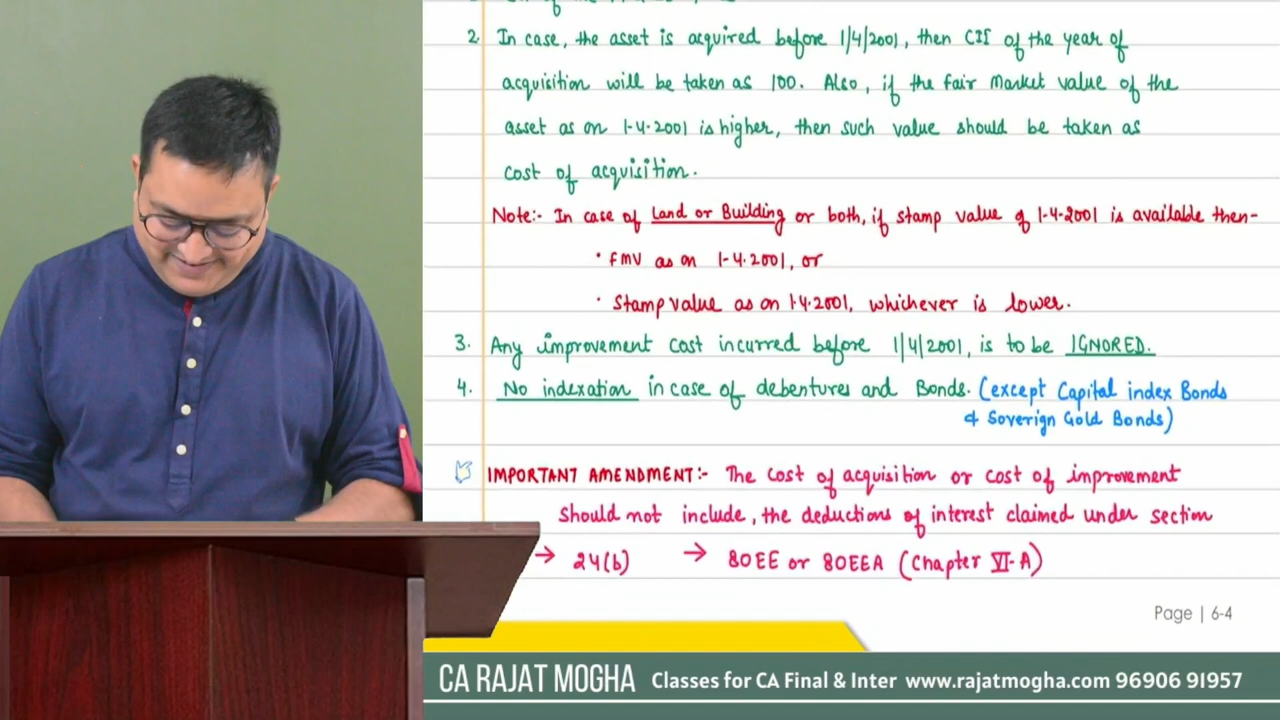 2. In case, the asset is acquired before 1/4/2001, then CII of the year of
acquisition will be taken as 100. Also, if the fair Market value of the
asset as on 1-4-2001 is higher, then such value should be taken as
cost of acquisition.
Note:- In case of Land or Building or both, if stamp value of 1-4-2001 is available then-
• FMV as on 1-4-2001, or
• Stamp value as on 1-4-2001, whichever is lower.
3. Any improvement cost incurred before 1/4/2001, is to be IGNORED.
4. No indexation in case of debentures and Bonds. (except Capital index Bonds
& Soverign Gold Bonds)
IMPORTANT AMENDMENT:- The cost of acquisition or cost of improvement
should not include, the deductions of interest claimed under section
→ 24(b) → 80EE or 80EEA (Chapter VI-A)
Page | 6-4
CA RAJAT MOGHA Classes for CA Final & Inter www.rajatmogha.com 96906 91957